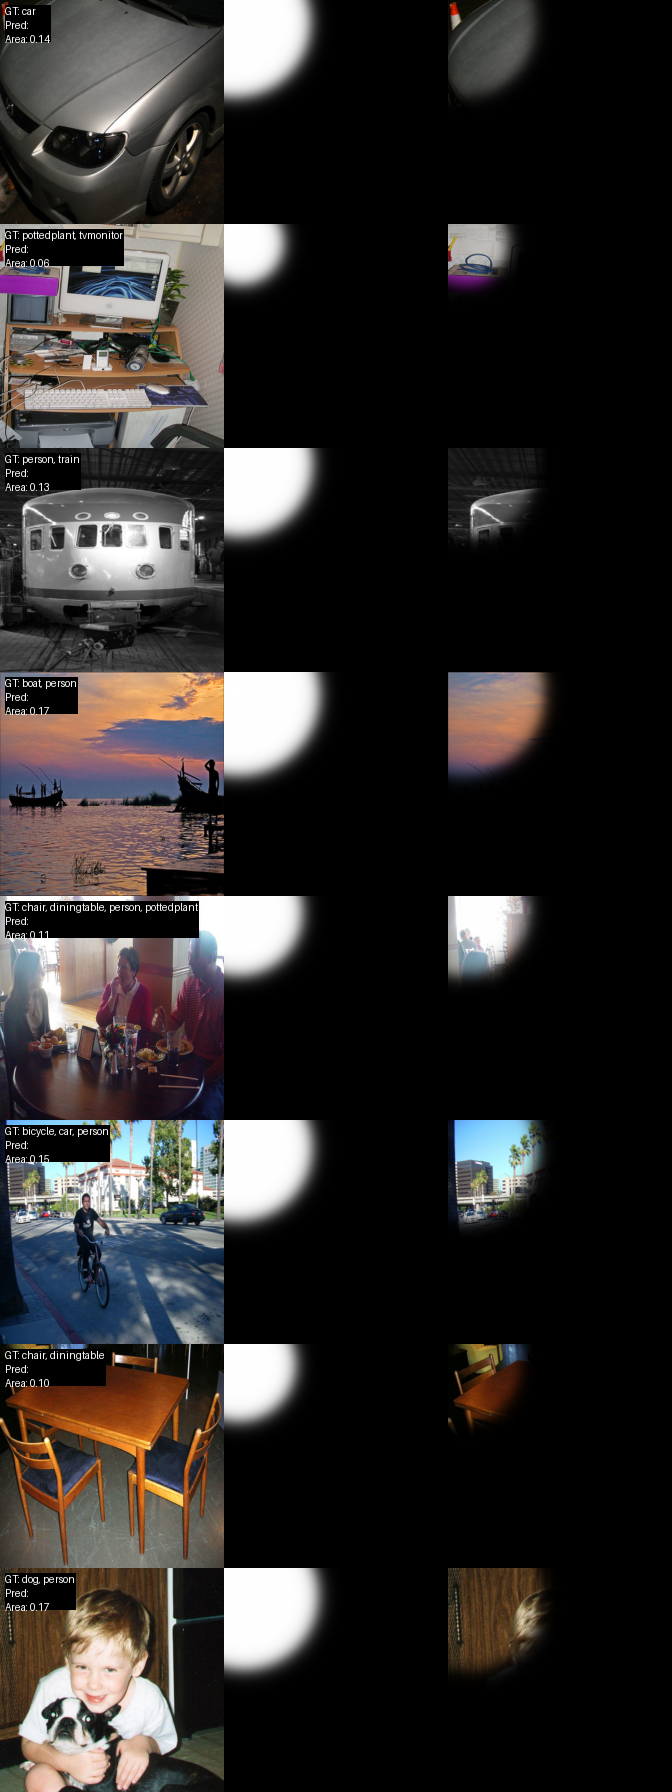 GT: car
Pred:
Area: 0.14
GT: pottedplant, tvmonitor
Pred:
Area: 0.06
GT: person, train
Pred:
Area: 0.13
GT: boat, person
Pred:
Area: 0.17
GT: chair, diningtable, person, pottedplant
Pred:
Area: 0.11
GT: bicycle, car, person
Pred:
Area: 0.15
GT: chair, diningtable
Pred:
Area: 0.10
GT: dog, person
Pred:
Area: 0.17